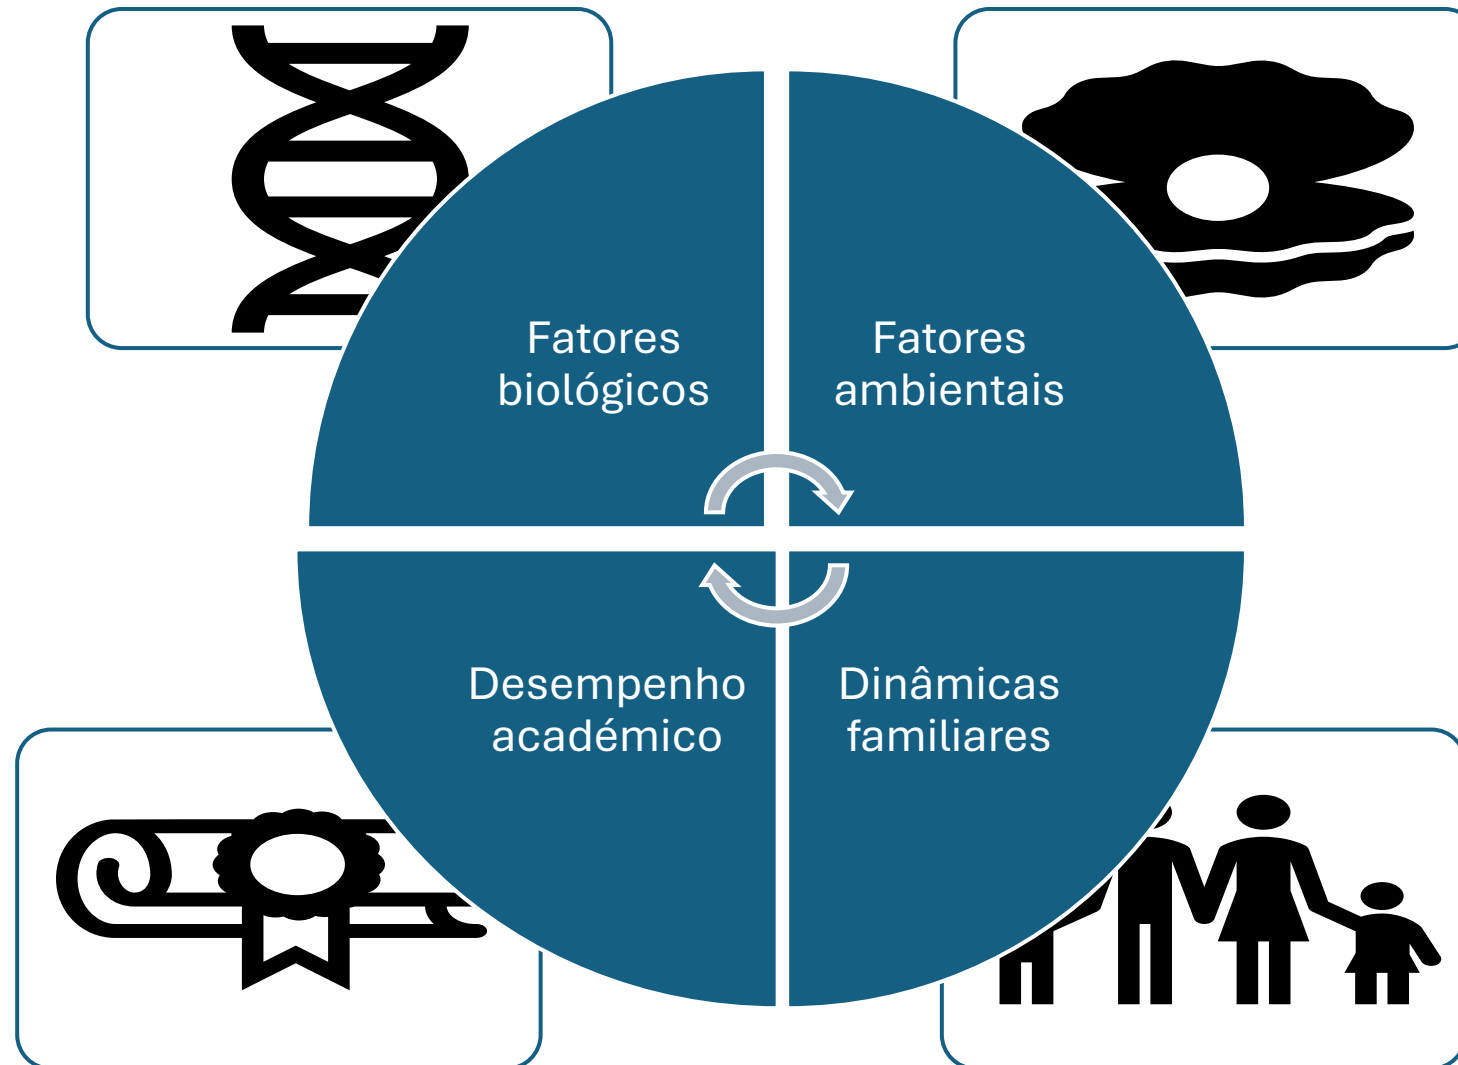 Fatores
biológicos
Fatores
ambientais
Desempenho
académico
Dinâmicas
familiares